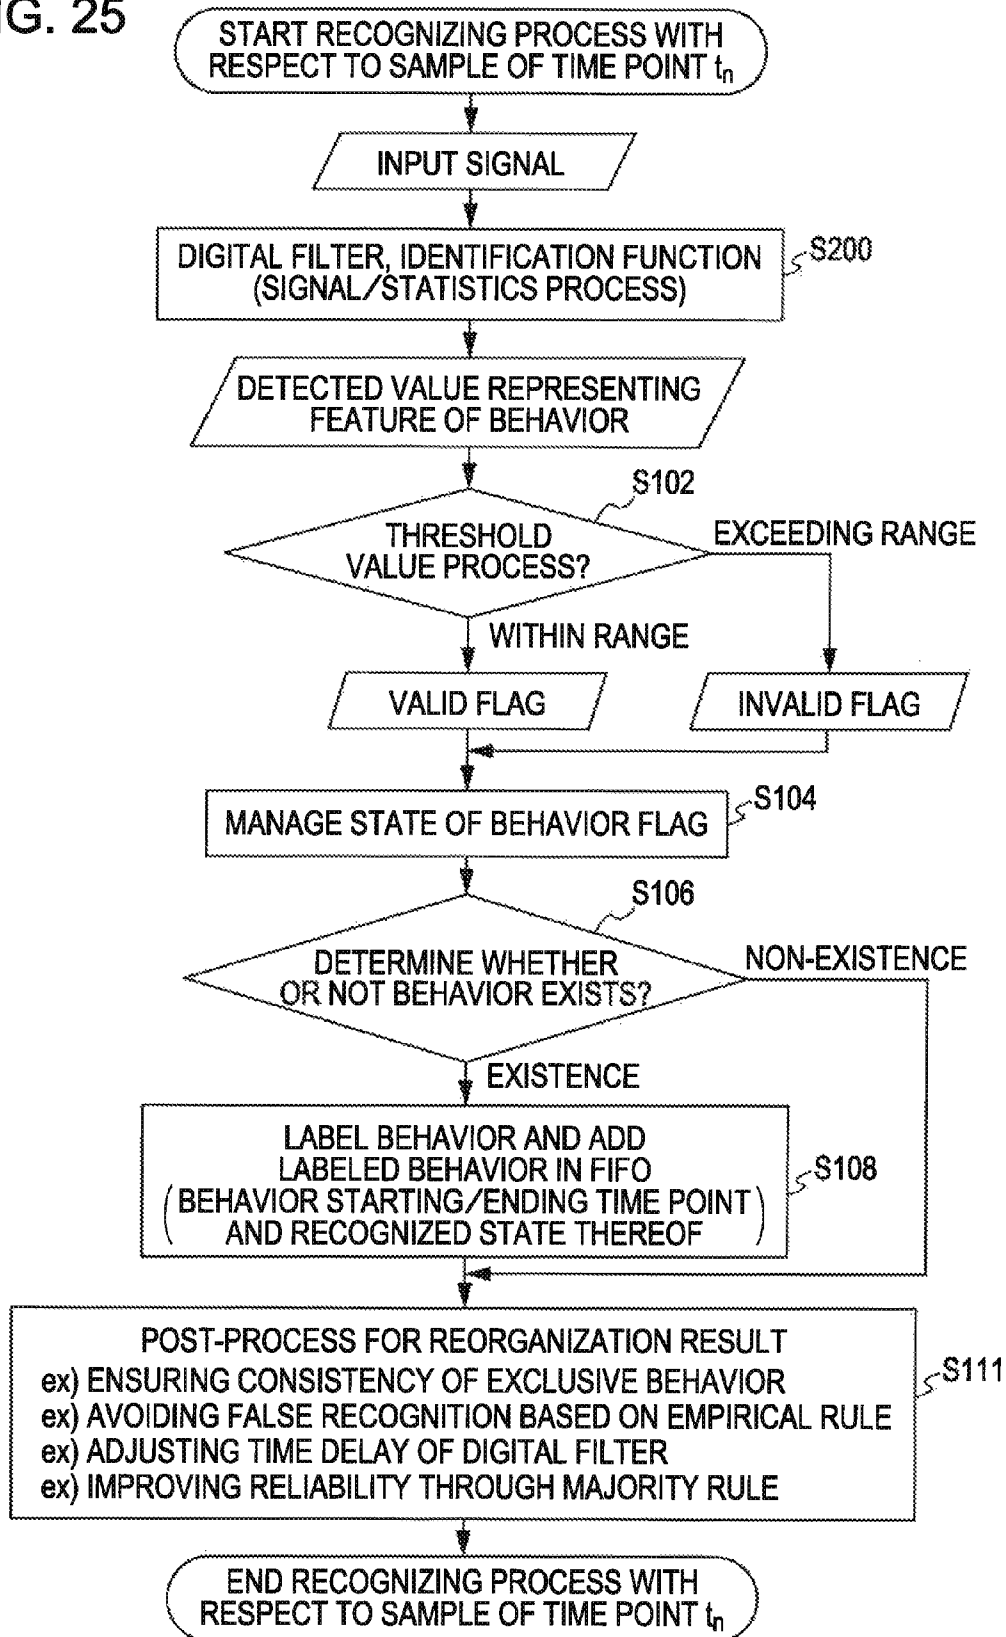 FIG. 25
START RECOGNIZING PROCESS WITH
RESPECT TO SAMPLE OF TIME POINT tn
INPUT SIGNAL
DIGITAL FILTER, IDENTIFICATION FUNCTION
(SIGNAL/STATISTICS PROCESS)
S200
DETECTED VALUE REPRESENTING
FEATURE OF BEHAVIOR
S102
THRESHOLD
VALUE PROCESS?
EXCEEDING RANGE
WITHIN RANGE
VALID FLAG
INVALID FLAG
MANAGE STATE OF BEHAVIOR FLAG
S104
S106
DETERMINE WHETHER
OR NOT BEHAVIOR EXISTS?
NON-EXISTENCE
EXISTENCE
LABEL BEHAVIOR AND ADD
LABELED BEHAVIOR IN FIFO
(BEHAVIOR STARTING/ENDING TIME POINT
AND RECOGNIZED STATE THEREOF)
S108
POST-PROCESS FOR REORGANIZATION RESULT
ex) ENSURING CONSISTENCY OF EXCLUSIVE BEHAVIOR
ex) AVOIDING FALSE RECOGNITION BASED ON EMPIRICAL RULE
ex) ADJUSTING TIME DELAY OF DIGITAL FILTER
ex) IMPROVING RELIABILITY THROUGH MAJORITY RULE
S111
END RECOGNIZING PROCESS WITH
RESPECT TO SAMPLE OF TIME POINT tn